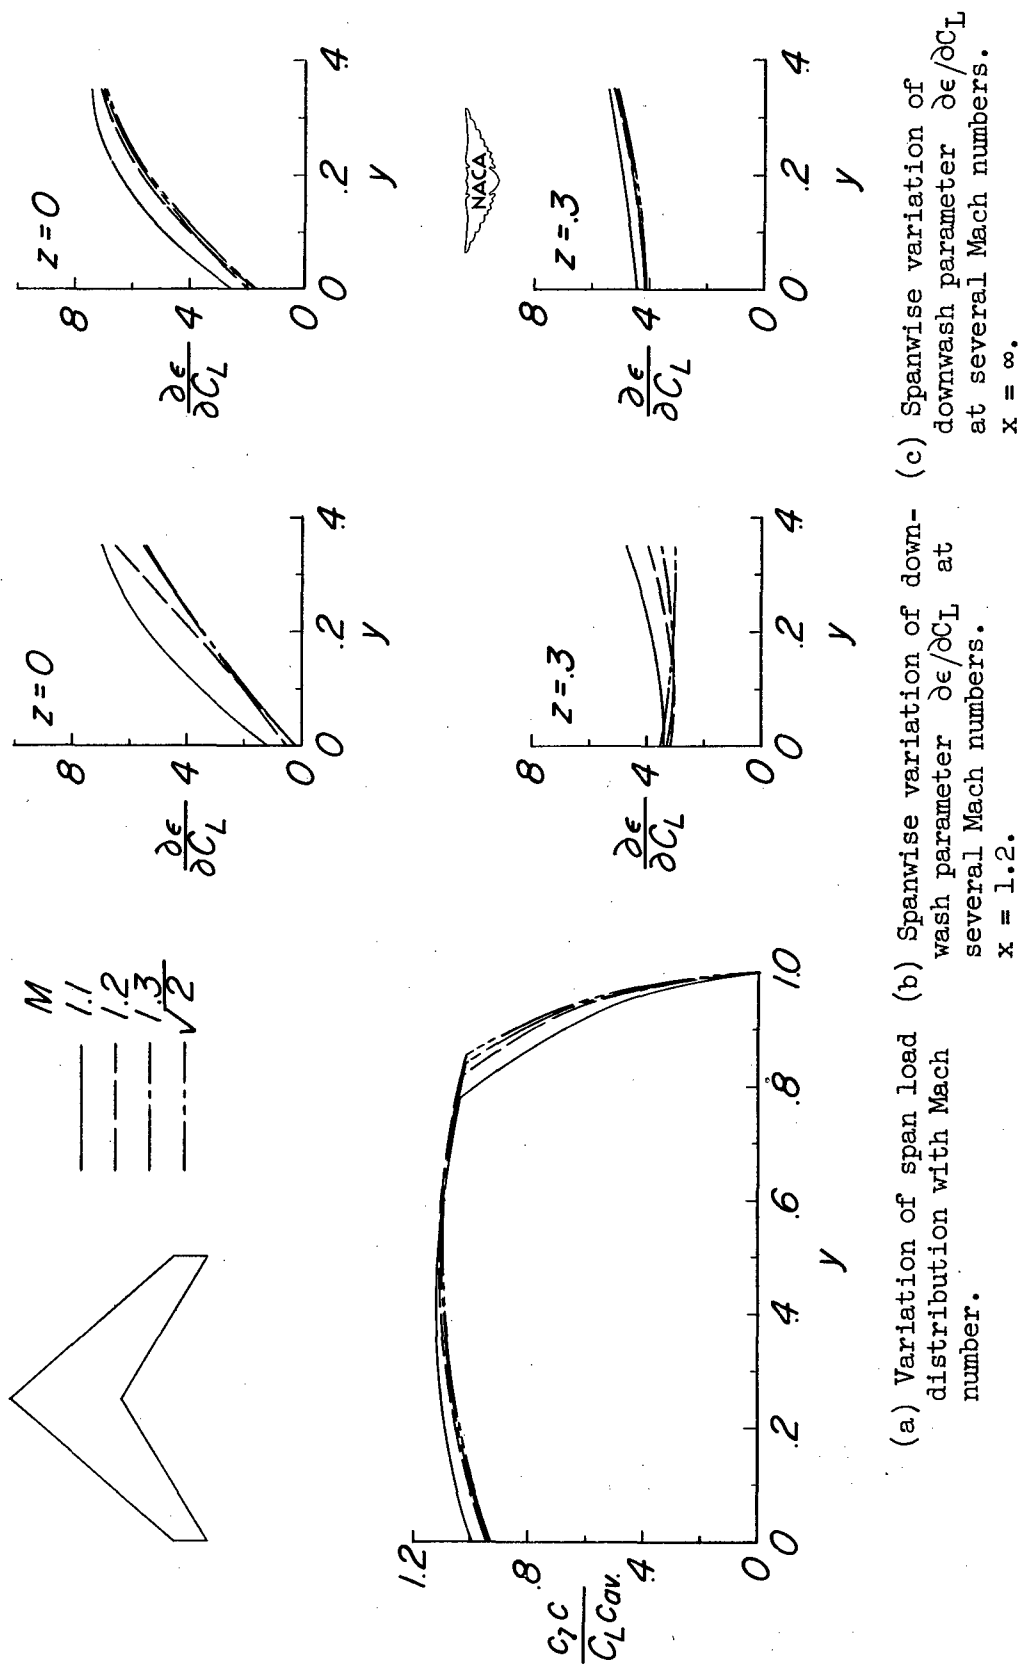 M
1.1
1.2
1.3
√2
1.2
.8
.4
0
c_l c
C_L c_av.
0
.2
.4
.6
.8
1.0
y
(a) Variation of span load
distribution with Mach
number.
z=0
8
4
0
∂ϵ
∂C_L
0
.2
.4
y
z=.3
8
4
0
∂ϵ
∂C_L
0
.2
.4
y
(b) Spanwise variation of down-
wash parameter ∂ϵ/∂C_L at
several Mach numbers.
x = 1.2.
z=0
8
4
0
∂ϵ
∂C_L
0
.2
.4
y
NACA
z=.3
8
4
0
∂ϵ
∂C_L
0
.2
.4
y
(c) Spanwise variation of
downwash parameter ∂ϵ/∂C_L
at several Mach numbers.
x = ∞.